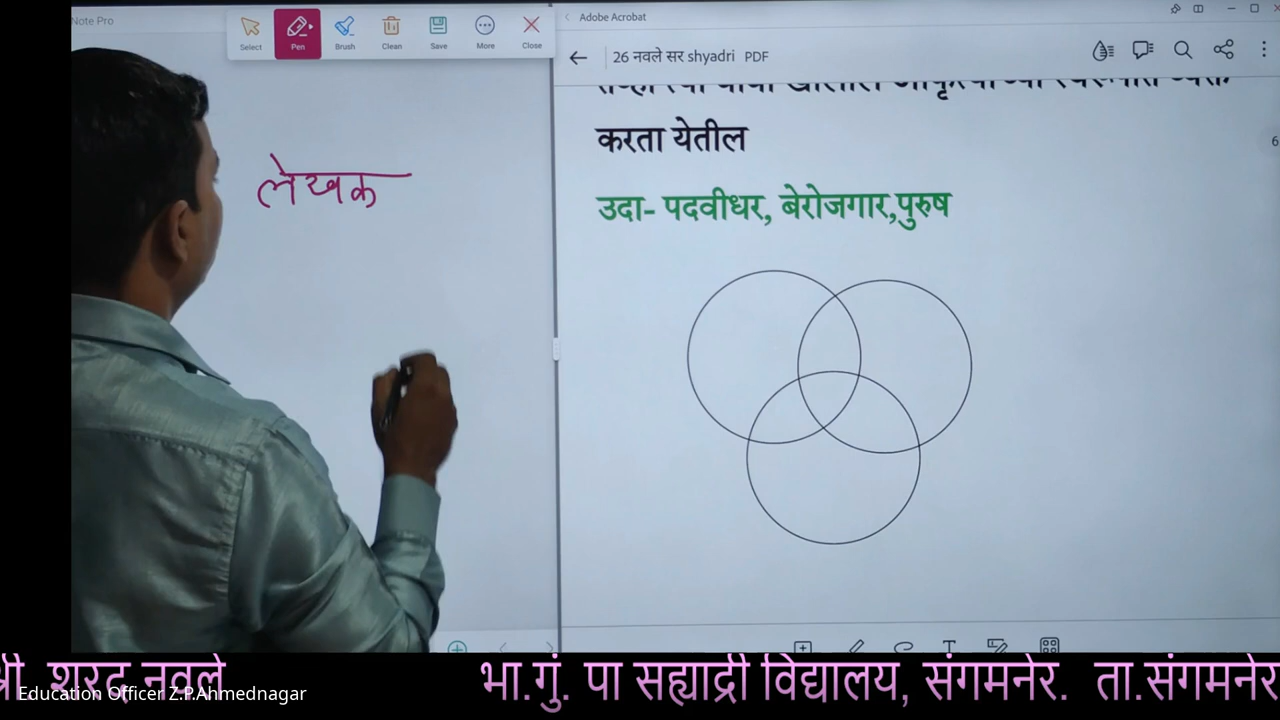 Note Pro
Select
Pen
Brush
Clean
Save
More
Close
लेखक
Adobe Acrobat
26 नवले सर shyadri PDF
करता येतील
उदा- पदवीधर, बेरोजगार,पुरुष
6
श्री. शरद नवले
भा.गुं. पा सह्याद्री विद्यालय, संगमनेर. ता.संगमनेर
Education Officer Z.P.Ahmednagar